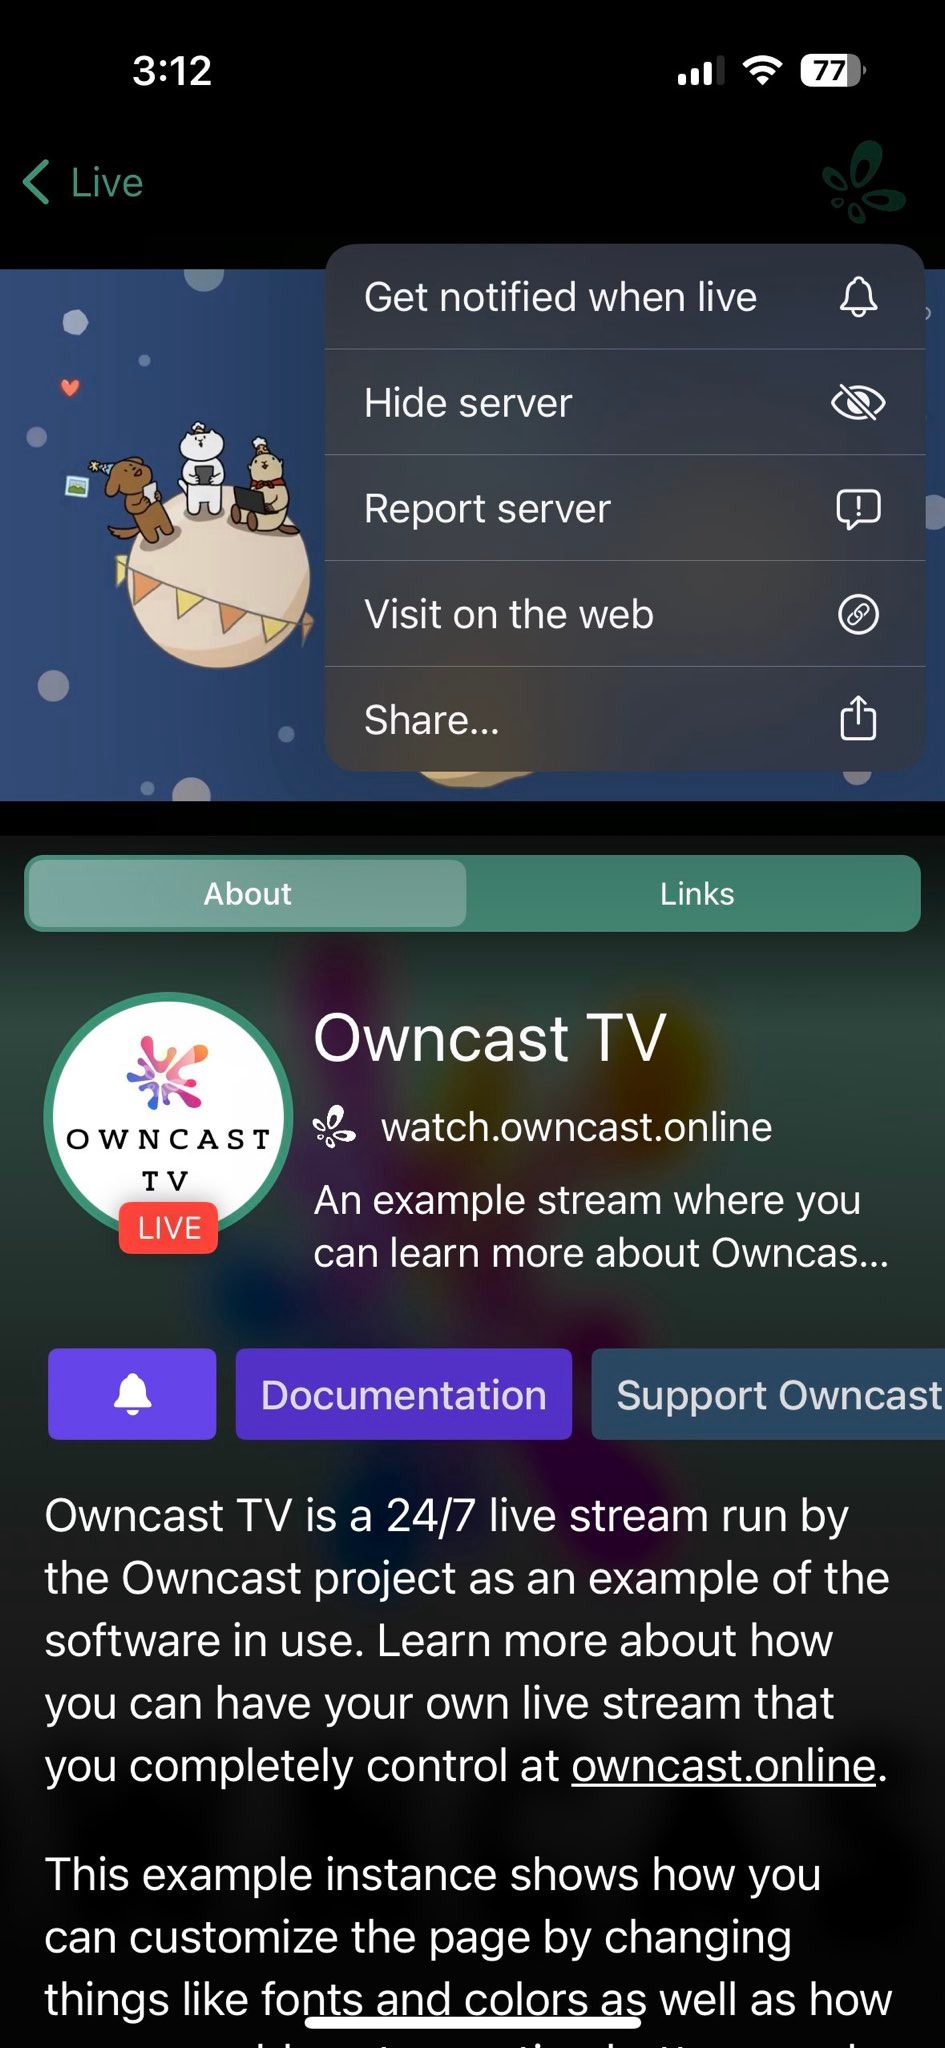 3:12
77
Live
Get notified when live
Hide server
Report server
Visit on the web
Share...
About
Links
OWNCAST
TV
LIVE
Owncast TV
watch.owncast.online
An example stream where you
can learn more about Owncas...
Documentation
Support Owncast
Owncast TV is a 24/7 live stream run by
the Owncast project as an example of the
software in use. Learn more about how
you can have your own live stream that
you completely control at owncast.online.
This example instance shows how you
can customize the page by changing
things like fonts and colors as well as how